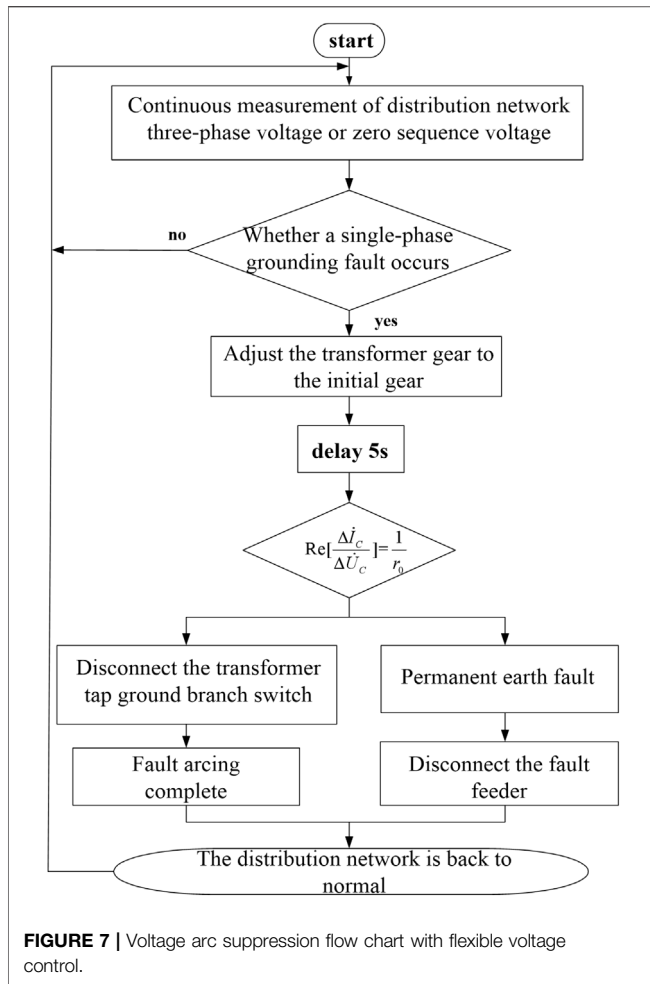 start
Continuous measurement of distribution network
three-phase voltage or zero sequence voltage
no
Whether a single-phase
grounding fault occurs
yes
Adjust the transformer gear to
the initial gear
delay 5s
Re[ΔİC/ΔU̇C]=1/r0
Disconnect the transformer
tap ground branch switch
Permanent earth fault
Fault arcing
complete
Disconnect the fault
feeder
The distribution network is back to
normal
FIGURE 7 | Voltage arc suppression flow chart with flexible voltage
control.